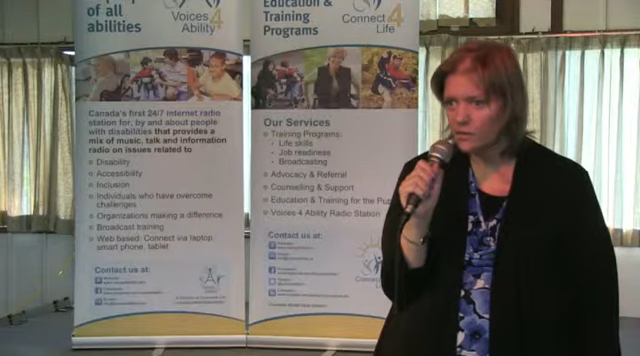 of all
abilities
Voices 4
Ability
Canada's first 24/7 Internet radio
station for, by and about people
with disabilities that provides a
mix of music, talk and information
radio on issues related to
Disability
Accessibility
Inclusion
Individuals who have overcome
challenges
Organizations making a difference
Broadcast training
Web based: Connect via laptop,
smart phone, tablet
Contact us at:
Education &
Training
Programs
Connect 4
Life
Our Services
Training Programs:
- Life skills
- Job readiness
- Broadcasting
Advocacy & Referral
Counselling & Support
Education & Training for the
Voices 4 Ability Radio Station
Contact us at: